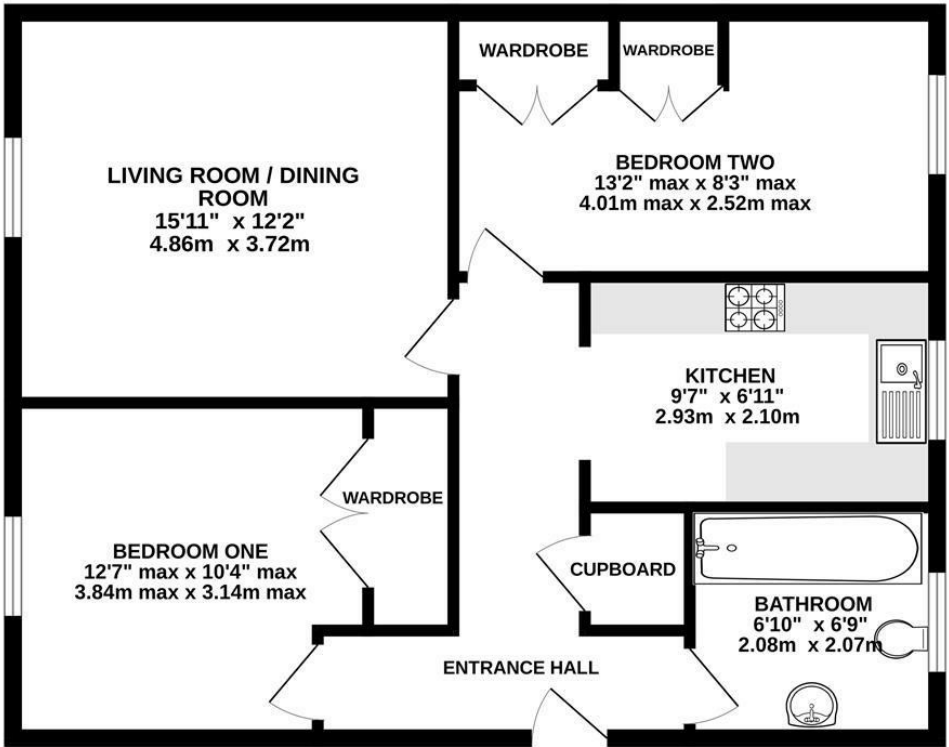 WARDROBE
WARDROBE
LIVING ROOM / DINING
ROOM
15'11" x 12'2"
4.86m x 3.72m
BEDROOM TWO
13'2" max x 8'3" max
4.01m max x 2.52m max
KITCHEN
9'7" x 6'11"
2.93m x 2.10m
WARDROBE
BEDROOM ONE
12'7" max x 10'4" max
3.84m max x 3.14m max
CUPBOARD
BATHROOM
6'10" x 6'9"
2.08m x 2.07m
ENTRANCE HALL